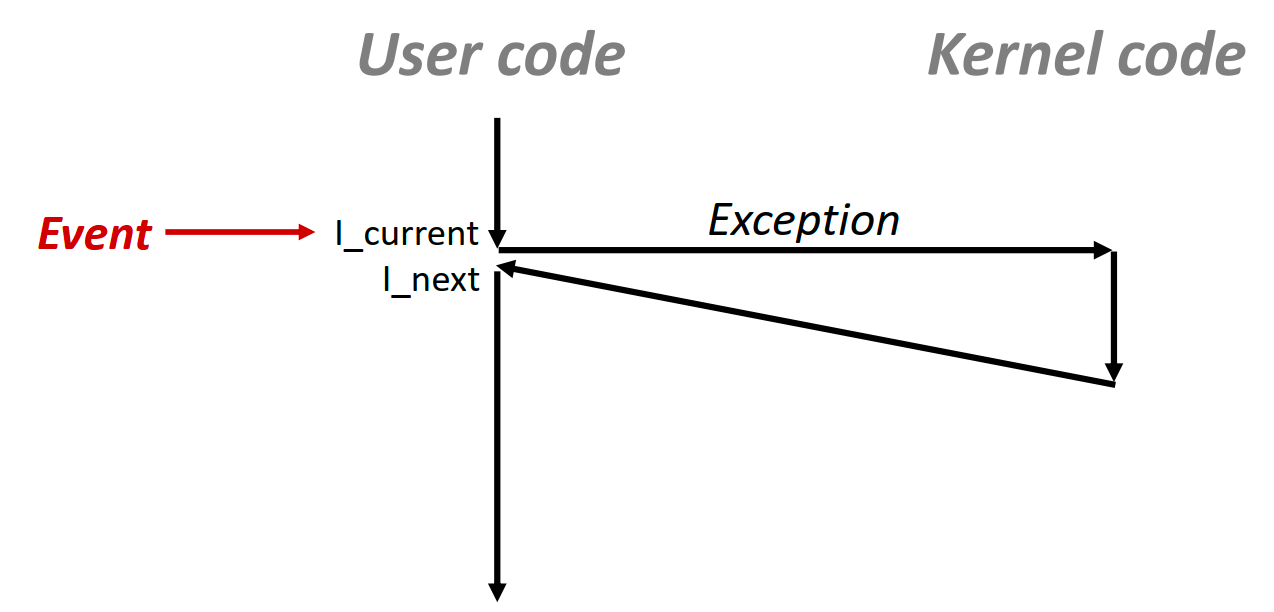 User code
Kernel code
Event
I_current
Exception
I_next